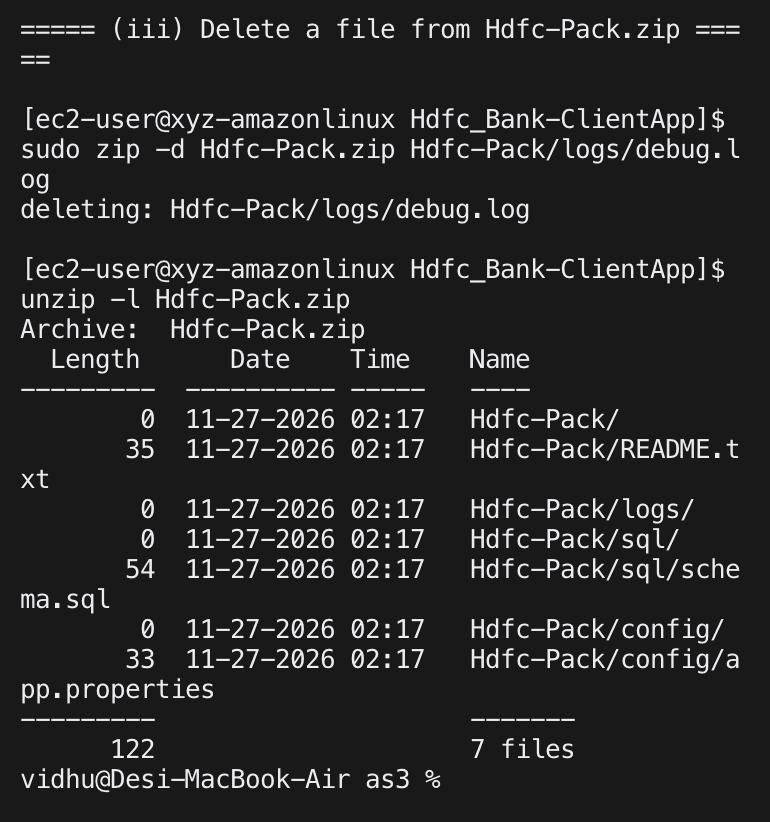 ===== (iii) Delete a file from Hdfc-Pack.zip ===
==
[ec2-user@xyz-amazonlinux Hdfc_Bank-ClientApp]$
sudo zip -d Hdfc-Pack.zip Hdfc-Pack/logs/debug.l
og
deleting: Hdfc-Pack/logs/debug.log
[ec2-user@xyz-amazonlinux Hdfc_Bank-ClientApp]$
unzip -l Hdfc-Pack.zip
Archive:  Hdfc-Pack.zip
  Length      Date    Time    Name
---------  ---------- -----   ----
        0  11-27-2026 02:17   Hdfc-Pack/
       35  11-27-2026 02:17   Hdfc-Pack/README.t
xt
        0  11-27-2026 02:17   Hdfc-Pack/logs/
        0  11-27-2026 02:17   Hdfc-Pack/sql/
       54  11-27-2026 02:17   Hdfc-Pack/sql/sche
ma.sql
        0  11-27-2026 02:17   Hdfc-Pack/config/
       33  11-27-2026 02:17   Hdfc-Pack/config/a
pp.properties
---------                     -------
      122                     7 files
vidhu@Desi-MacBook-Air as3 %